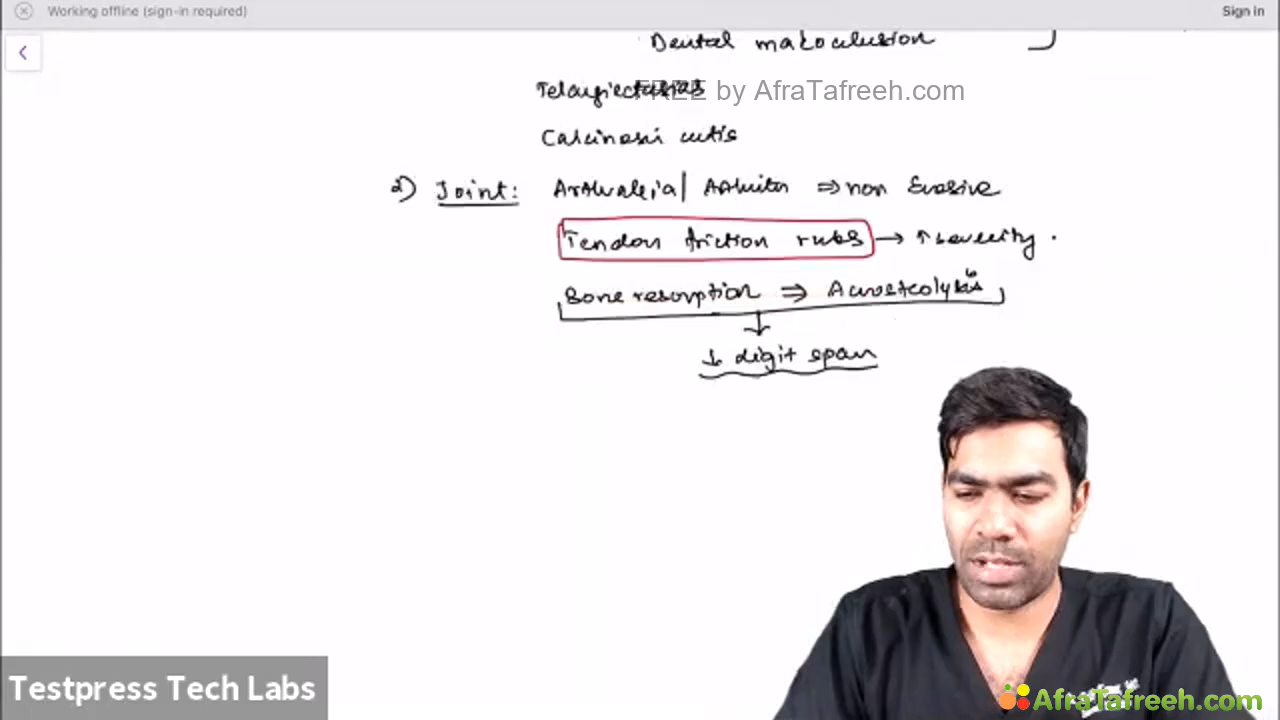 Working offline (sign-in required)
Sign in
Dental malocclusion
Telangiectasias
FREE by AfraTafreeh.com
Calcinosis cutis
2) Joint: Arthralgia / Arthritis ⇒ non Erosive
Tendon friction rubs → ↑ severity.
Bone resorption ⇒ Acrosteolysis
↓
↓ digit span
Testpress Tech Labs
AfraTafreeh.com